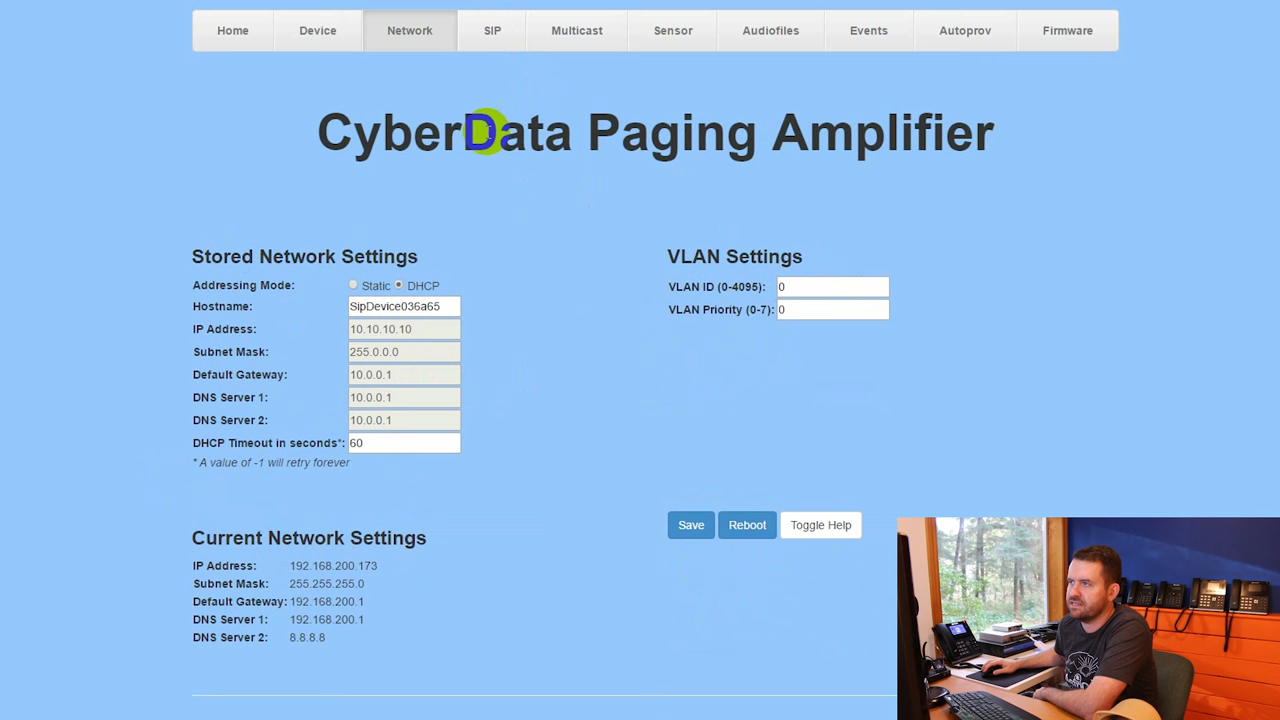 Home Device Network SIP Multicast Sensor Audiofiles Events Autoprov Firmware
CyberData Paging Amplifier
Stored Network Settings
Addressing Mode: Static DHCP
Hostname: SipDevice036a65
IP Address: 10.10.10.10
Subnet Mask: 255.0.0.0
Default Gateway: 10.0.0.1
DNS Server 1: 10.0.0.1
DNS Server 2: 10.0.0.1
DHCP Timeout in seconds*: 60
* A value of -1 will retry forever
VLAN Settings
VLAN ID (0-4095): 0
VLAN Priority (0-7): 0
Save Reboot Toggle Help
Current Network Settings
IP Address: 192.168.200.173
Subnet Mask: 255.255.255.0
Default Gateway: 192.168.200.1
DNS Server 1: 192.168.200.1
DNS Server 2: 8.8.8.8